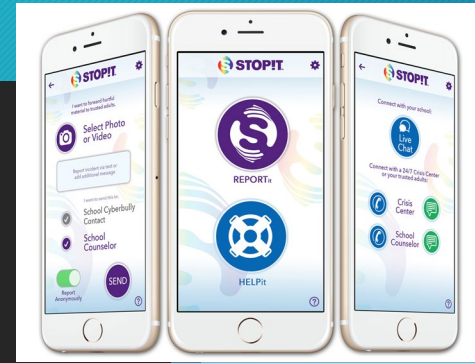 STOP!T
I want to forward harmful
material to trusted adults.
Select Photo
or Video
Report incident via text or
add additional message
I want to send this to:
School Cyberbully
Contact
School
Counselor
Report
Anonymously
SEND
?
STOP!T
REPORTit
HELPit
?
STOP!T
Connect with your school:
Live
Chat
Connect with a 24/7 Crisis Center
or your trusted adults:
Crisis
Center
School
Counselor
?